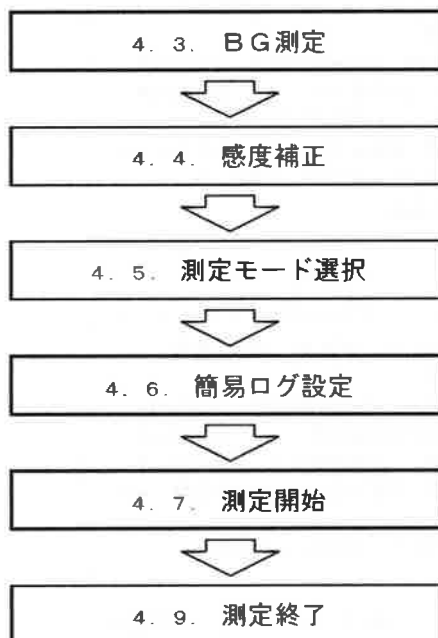 4. 3. BG測定
4. 4. 感度補正
4. 5. 測定モード選択
4. 6. 簡易ログ設定
4. 7. 測定開始
4. 9. 測定終了